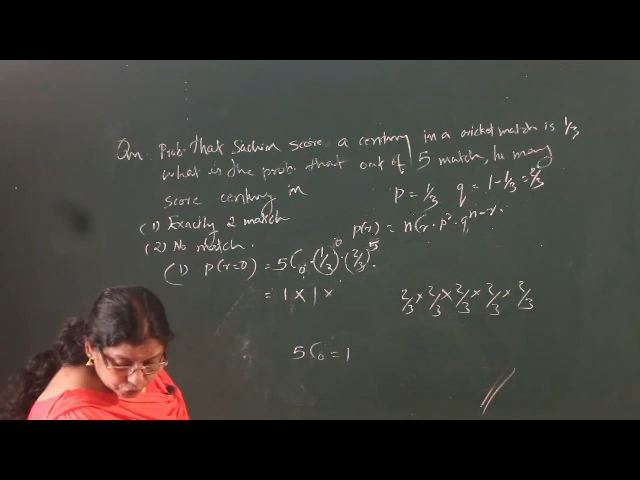 Qn. Prob. that Sachin score a century in a cricket match is 1/3,
what is the prob. that out of 5 match, he may
score century in
P = 1/3 q = 1 - 1/3 = 2/3
(1) Exactly 2 match
p(r) = nCr · p^r · q^n-r.
(2) No match.
(1) p(r=0) = 5C0 · (1/3)^0 · (2/3)^5.
= 1 × 1 ×
2/3 × 2/3 × 2/3 × 2/3 × 2/3
5C0 = 1